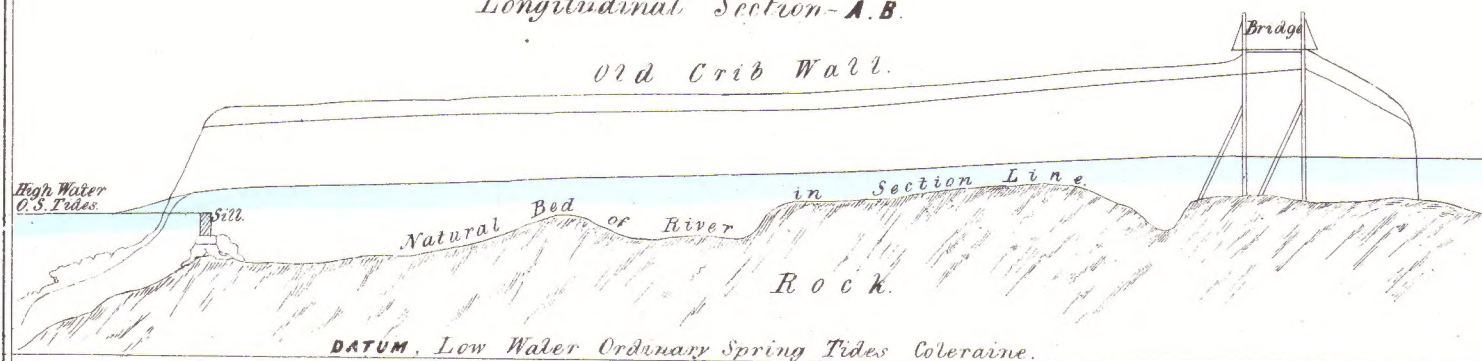 Longitudinal Section - A.B.
Bridge
Old Crib Wall.
High Water
O.S. Tides.
Sill.
Natural Bed of River in Section Line.
Rock.
DATUM, Low Water Ordinary Spring Tides Coleraine.